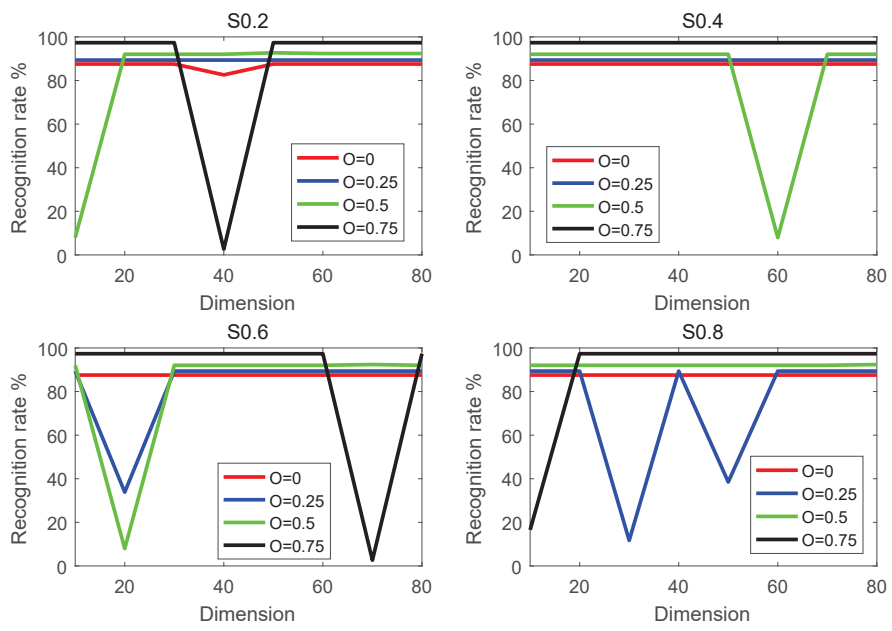 S0.2
Recognition rate %
100
80
60
40
20
0
O=0
O=0.25
O=0.5
O=0.75
20 40 60 80
Dimension
S0.4
Recognition rate %
100
80
60
40
20
0
O=0
O=0.25
O=0.5
O=0.75
20 40 60 80
Dimension
S0.6
Recognition rate %
100
80
60
40
20
0
O=0
O=0.25
O=0.5
O=0.75
20 40 60 80
Dimension
S0.8
Recognition rate %
100
80
60
40
20
0
O=0
O=0.25
O=0.5
O=0.75
20 40 60 80
Dimension